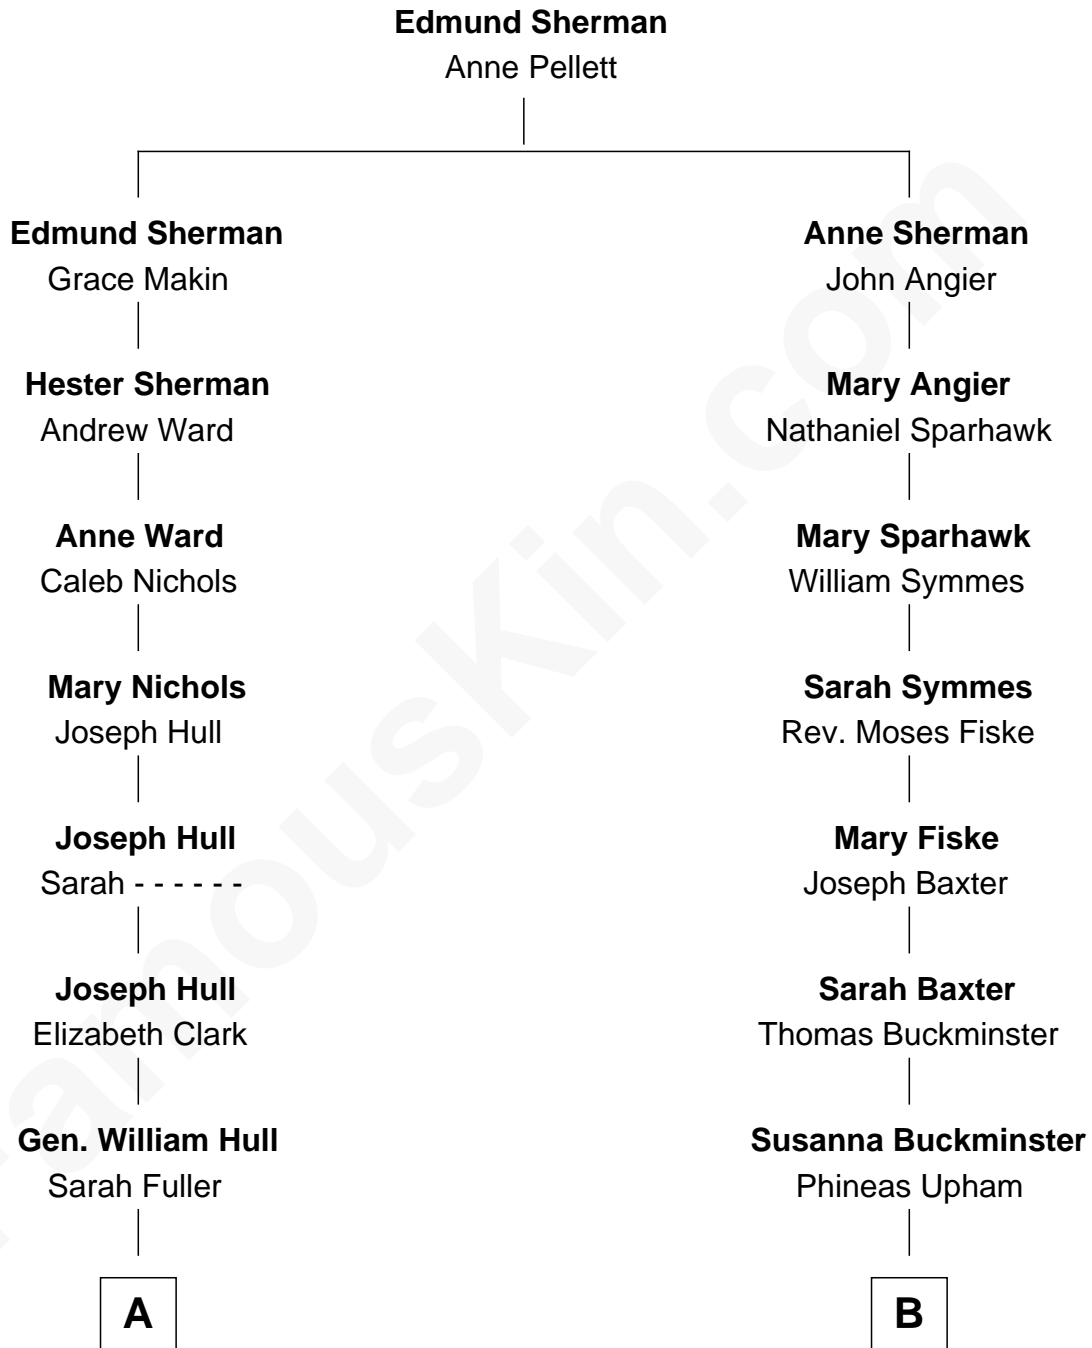 Edmund Sherman
Anne Pellett
Edmund Sherman
Grace Makin
Anne Sherman
John Angier
Hester Sherman
Andrew Ward
Mary Angier
Nathaniel Sparhawk
Anne Ward
Caleb Nichols
Mary Sparhawk
William Symmes
Mary Nichols
Joseph Hull
Sarah Symmes
Rev. Moses Fiske
Joseph Hull
Sarah - - - - - -
Mary Fiske
Joseph Baxter
Joseph Hull
Elizabeth Clark
Sarah Baxter
Thomas Buckminster
Gen. William Hull
Sarah Fuller
Susanna Buckminster
Phineas Upham
A
B
FamousKin.com